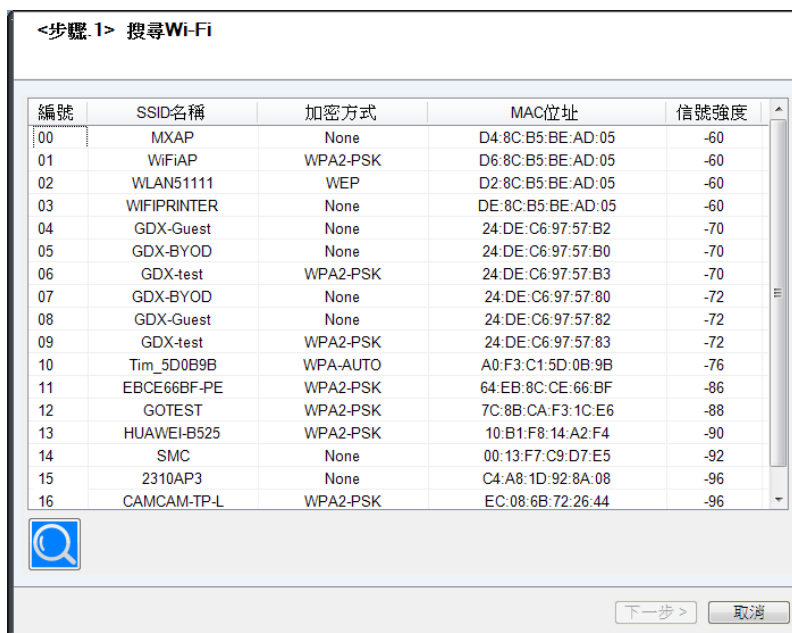 <步驟.1> 搜尋Wi-Fi
編號 SSID名稱 加密方式 MAC位址 信號強度
00 MXAP None D4:8C:B5:BE:AD:05 -60
01 WiFiAP WPA2-PSK D6:8C:B5:BE:AD:05 -60
02 WLAN51111 WEP D2:8C:B5:BE:AD:05 -60
03 WIFIPRINTER None DE:8C:B5:BE:AD:05 -60
04 GDX-Guest None 24:DE:C6:97:57:B2 -70
05 GDX-BYOD None 24:DE:C6:97:57:B0 -70
06 GDX-test WPA2-PSK 24:DE:C6:97:57:B3 -70
07 GDX-BYOD None 24:DE:C6:97:57:80 -72
08 GDX-Guest None 24:DE:C6:97:57:82 -72
09 GDX-test WPA2-PSK 24:DE:C6:97:57:83 -72
10 Tim_5D0B9B WPA-AUTO A0:F3:C1:5D:0B:9B -76
11 EBCE66BF-PE WPA2-PSK 64:EB:8C:CE:66:BF -86
12 GOTEST WPA2-PSK 7C:8B:CA:F3:1C:E6 -88
13 HUAWEI-B525 WPA2-PSK 10:B1:F8:14:A2:F4 -90
14 SMC None 00:13:F7:C9:D7:E5 -92
15 2310AP3 None C4:A8:1D:92:8A:08 -96
16 CAMCAM-TP-L WPA2-PSK EC:08:6B:72:26:44 -96
下一步 > 取消